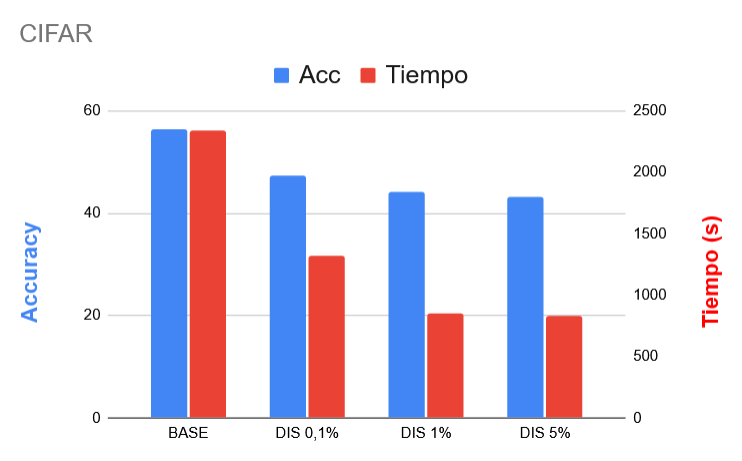 CIFAR
Acc
Tiempo
60
40
20
0
2500
2000
1500
1000
500
0
Accuracy
Tiempo (s)
BASE
DIS 0,1%
DIS 1%
DIS 5%